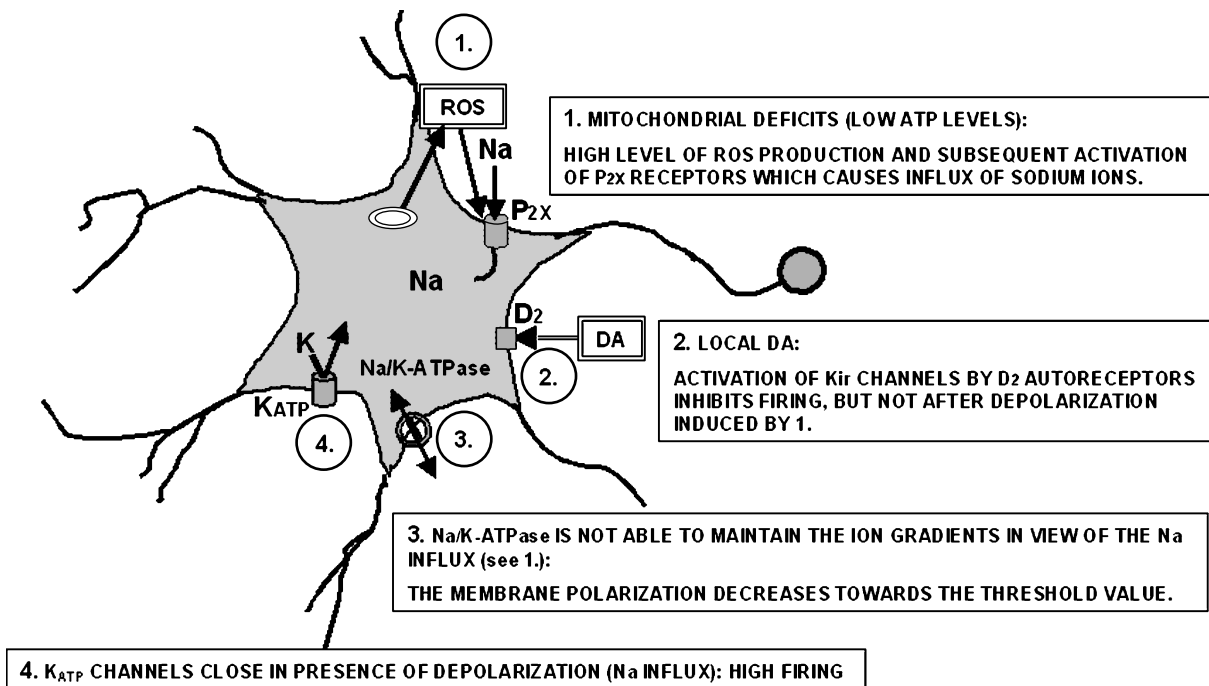 1.
ROS
Na
P2X
Na
D2
DA
2.
K
Na/K-ATPase
KATP
4.
3.
1. MITOCHONDRIAL DEFICITS (LOW ATP LEVELS):
HIGH LEVEL OF ROS PRODUCTION AND SUBSEQUENT ACTIVATION
OF P2X RECEPTORS WHICH CAUSES INFLUX OF SODIUM IONS.
2. LOCAL DA:
ACTIVATION OF Kir CHANNELS BY D2 AUTORECEPTORS
INHIBITS FIRING, BUT NOT AFTER DEPOLARIZATION
INDUCED BY 1.
3. Na/K-ATPase IS NOT ABLE TO MAINTAIN THE ION GRADIENTS IN VIEW OF THE Na
INFLUX (see 1.):
THE MEMBRANE POLARIZATION DECREASES TOWARDS THE THRESHOLD VALUE.
4. KATP CHANNELS CLOSE IN PRESENCE OF DEPOLARIZATION (Na INFLUX): HIGH FIRING